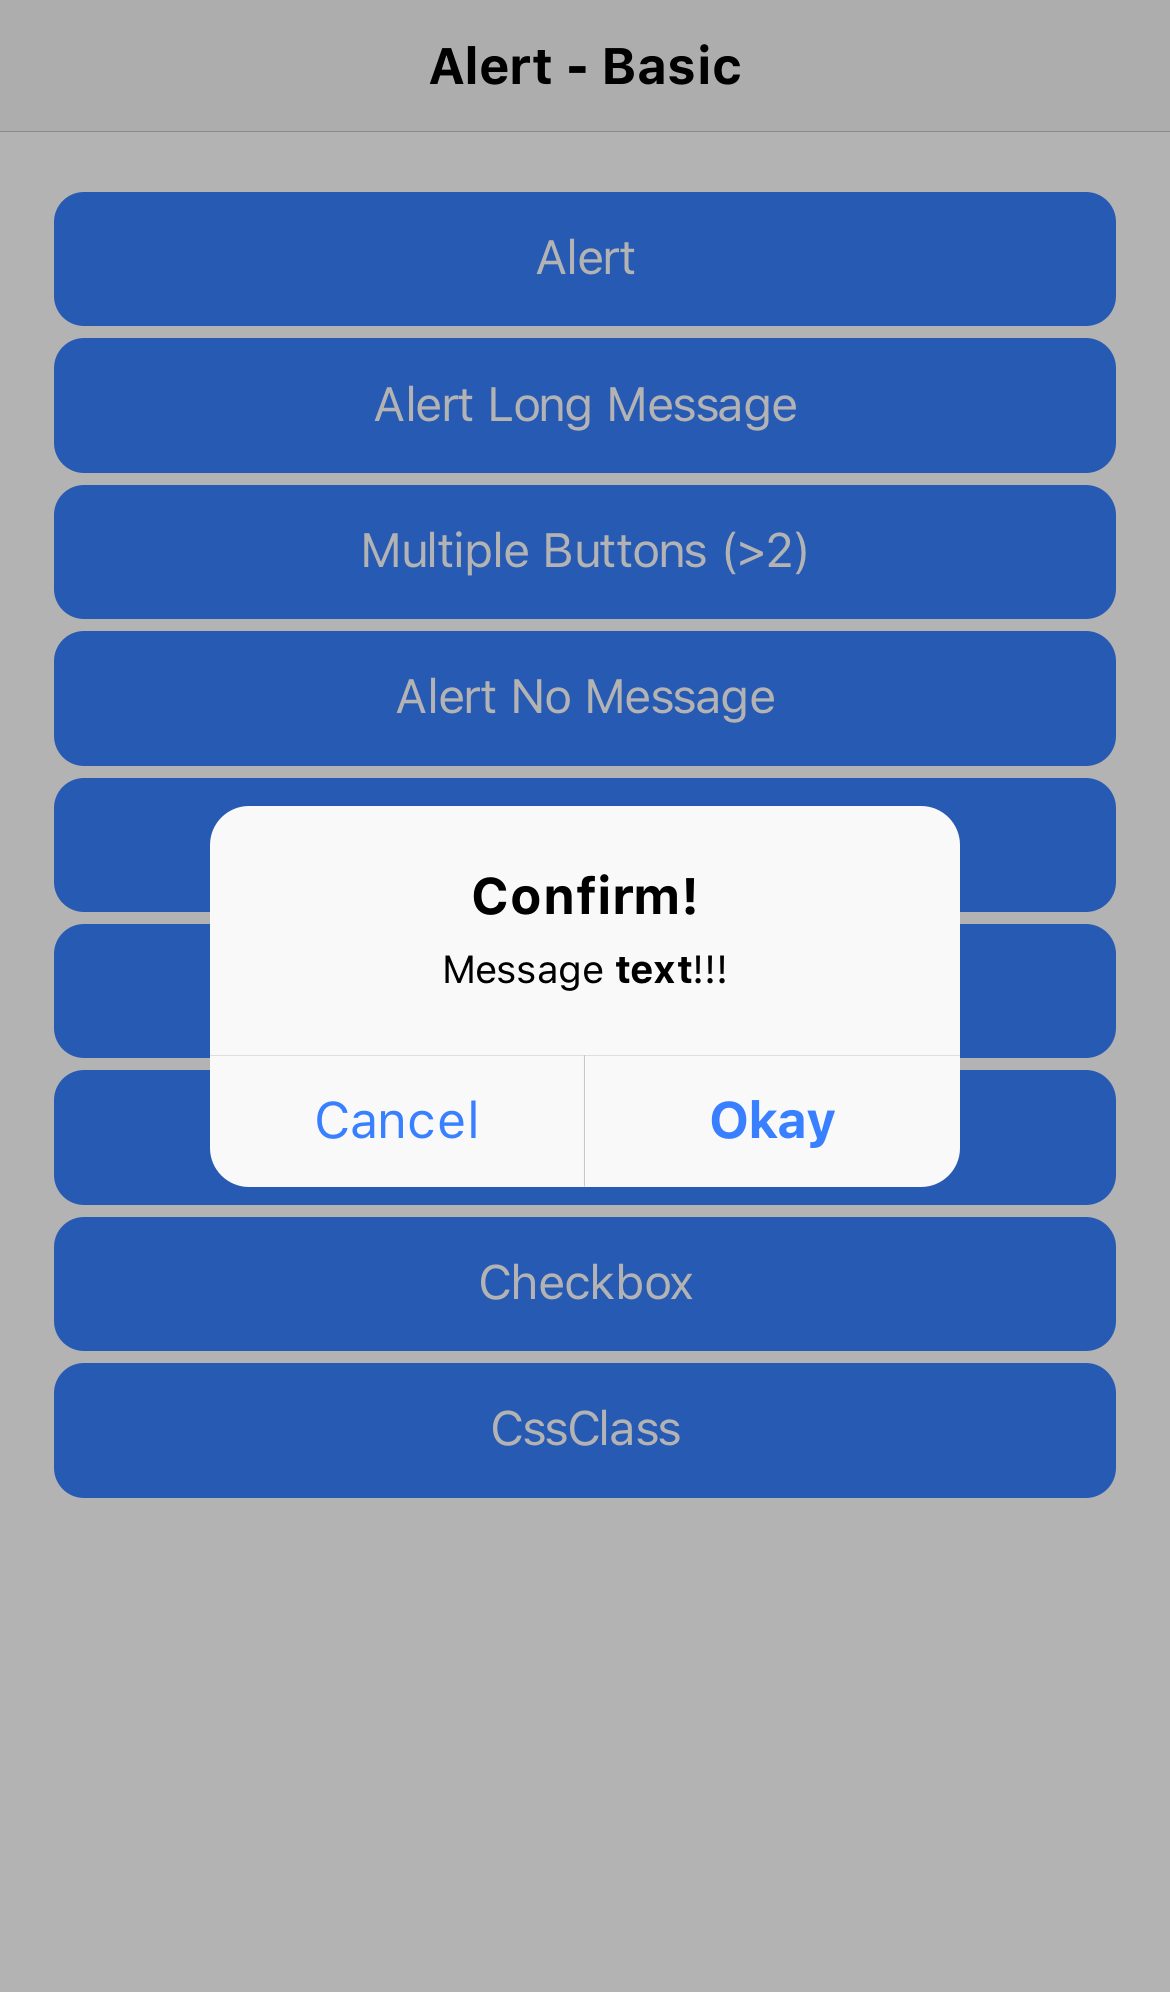 Alert - Basic
Alert
Alert Long Message
Multiple Buttons (>2)
Alert No Message
Confirm!
Message text!!!
Cancel
Okay
Checkbox
CssClass